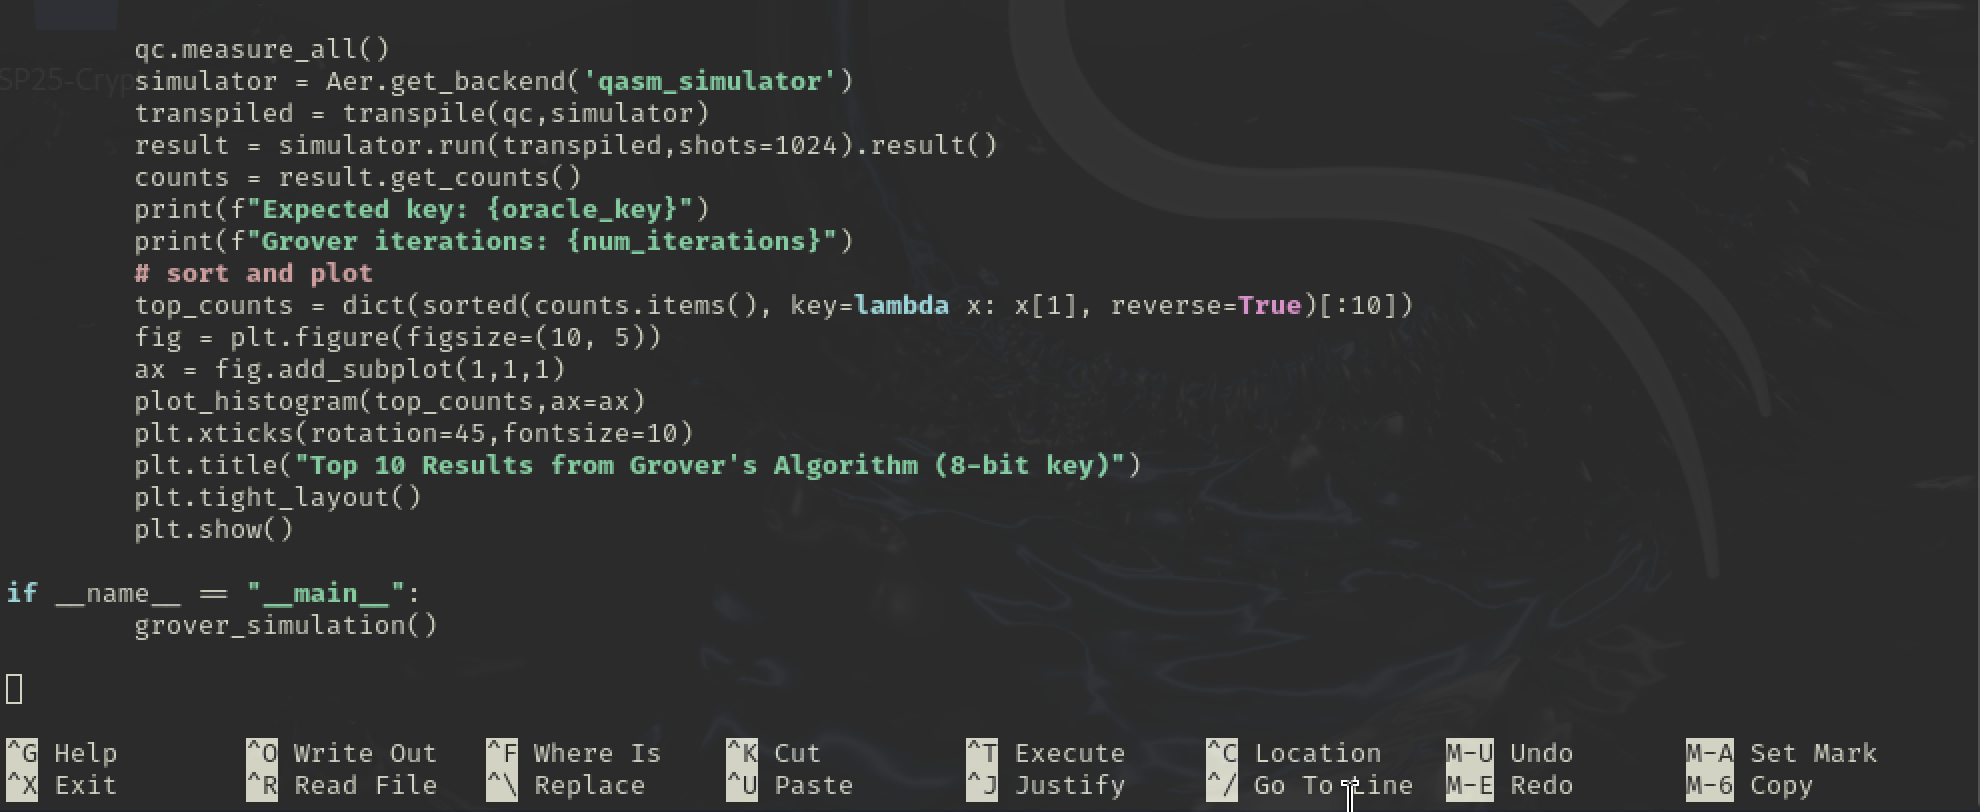 qc.measure_all()
SP25-Cryp
simulator = Aer.get_backend('qasm_simulator')
transpiled = transpile(qc,simulator)
result = simulator.run(transpiled,shots=1024).result()
counts = result.get_counts()
print(f"Expected key: {oracle_key}")
print(f"Grover iterations: {num_iterations}")
# sort and plot
top_counts = dict(sorted(counts.items(), key=lambda x: x[1], reverse=True)[:10])
fig = plt.figure(figsize=(10, 5))
ax = fig.add_subplot(1,1,1)
plot_histogram(top_counts,ax=ax)
plt.xticks(rotation=45,fontsize=10)
plt.title("Top 10 Results from Grover's Algorithm (8-bit key)")
plt.tight_layout()
plt.show()
if __name__ == "__main__":
grover_simulation()
^G Help ^O Write Out ^F Where Is ^K Cut ^T Execute ^C Location M-U Undo M-A Set Mark
^X Exit ^R Read File ^\ Replace ^U Paste ^J Justify ^/ Go To Line M-E Redo M-6 Copy